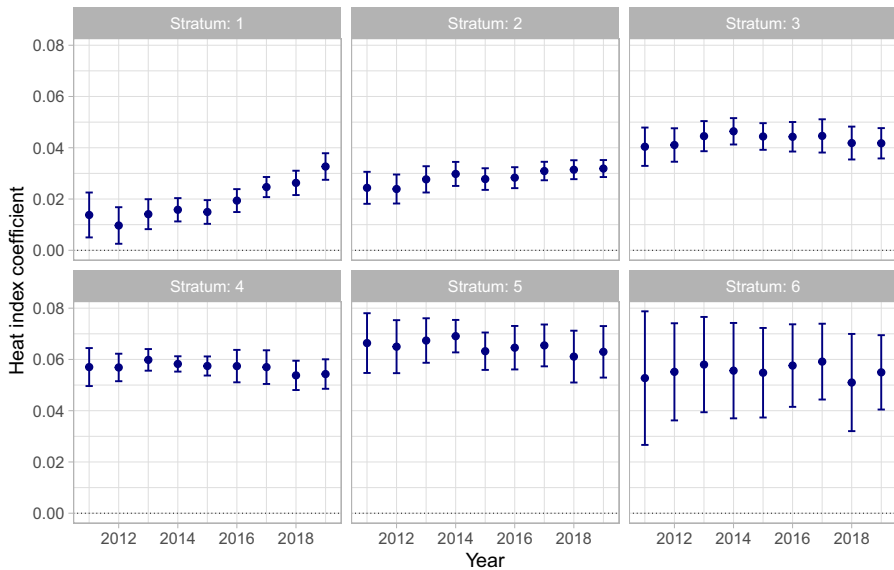 Stratum: 1
Stratum: 2
Stratum: 3
0.08
0.06
0.04
0.02
0.00
Stratum: 4
Stratum: 5
Stratum: 6
0.08
0.06
0.04
0.02
0.00
Heat index coefficient
2012 2014 2016 2018
2012 2014 2016 2018
2012 2014 2016 2018
Year